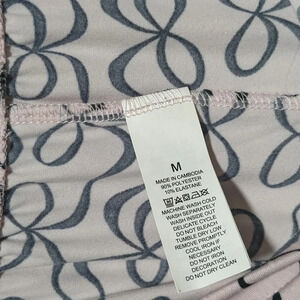 M
MADE IN CAMBODIA
90% POLYESTER
10% ELASTANE
MACHINE WASH COLD
WASH SEPARATELY
WASH INSIDE OUT
DELICATE CYCLE
DO NOT BLEACH
TUMBLE DRY LOW
REMOVE PROMPTLY
COOL IRON IF
NECESSARY
DO NOT IRON
DECORATION
DO NOT DRY CLEAN